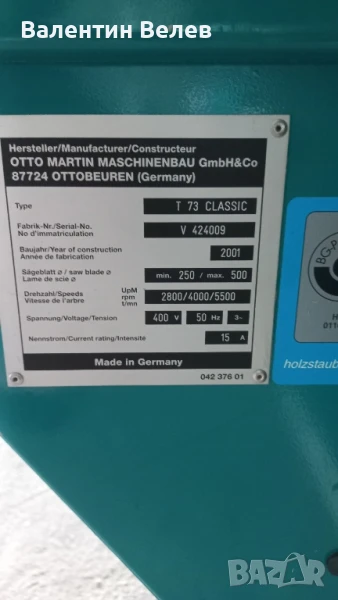 Валентин Велев
Hersteller/Manufacturer/Constructeur
OTTO MARTIN MASCHINENBAU GmbH&Co
87724 OTTOBEUREN (Germany)
Type T 73 CLASSIC
Fabrik-Nr./Serial-No. V 424009
No d'immatriculation
Baujahr/Year of construction 2001
Année de fabrication
Sägeblatt ø / saw blade ø min. 250 / max. 500
Lame de scie ø
Drehzahl/Speeds UpM 2800/4000/5500
Vitesse de l'arbre rpm
t/mn
Spannung/Voltage/Tension 400 V 50 Hz 3~
Nennstrom/Current rating/Intensite 15 A
Made in Germany
042 376 01
BG-P
H
011
holzstaub
BAZAR